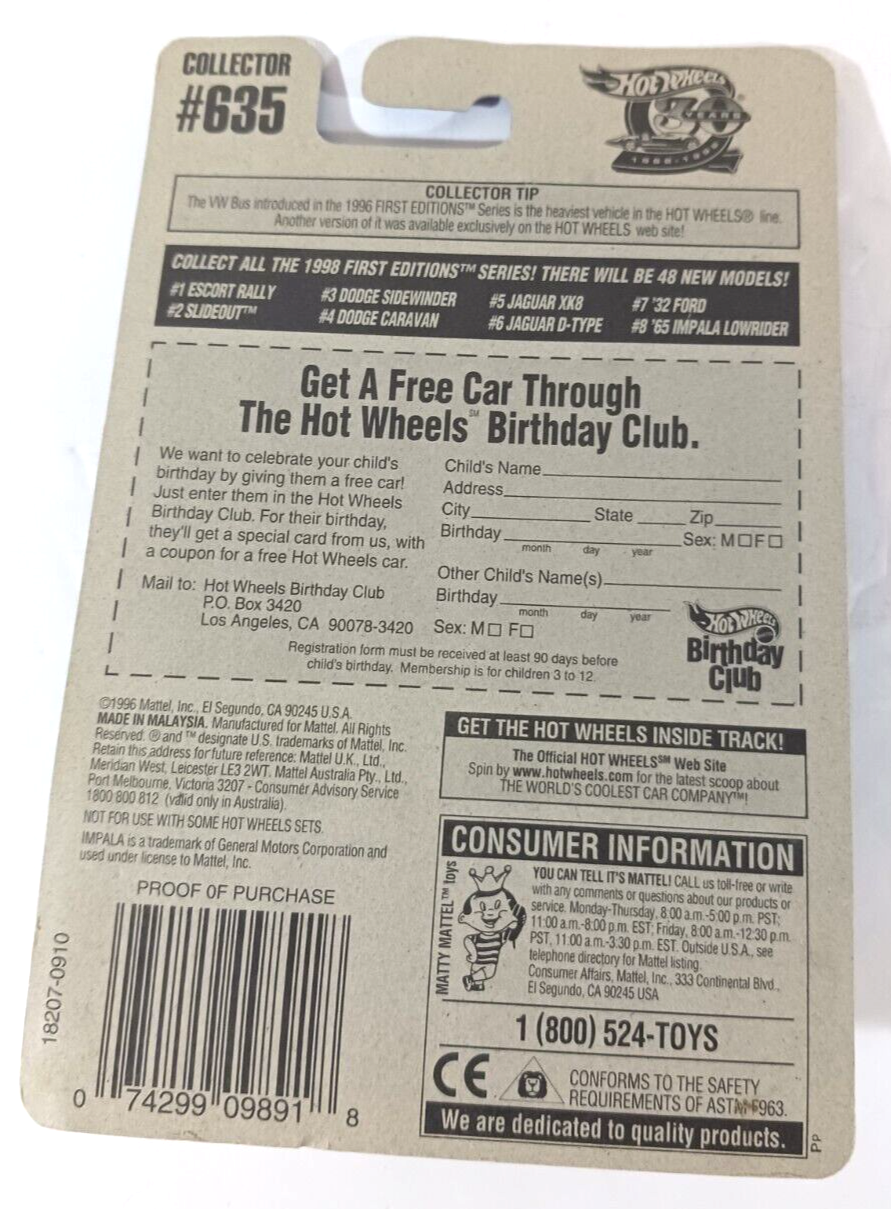 COLLECTOR
#635
HOT WHEELS®
30 YEARS
1968-1998
COLLECTOR TIP
The VW Bus introduced in the 1996 FIRST EDITIONS™ Series is the heaviest vehicle in the HOT WHEELS® line.
Another version of it was available exclusively on the HOT WHEELS web site!
COLLECT ALL THE 1998 FIRST EDITIONS™ SERIES! THERE WILL BE 48 NEW MODELS!
#1 ESCORT RALLY #3 DODGE SIDEWINDER #5 JAGUAR XK8 #7 '32 FORD
#2 SLIDEOUT™ #4 DODGE CARAVAN #6 JAGUAR D-TYPE #8 '65 IMPALA LOWRIDER
Get A Free Car Through
The Hot Wheels℠ Birthday Club.
We want to celebrate your child's
birthday by giving them a free car!
Just enter them in the Hot Wheels
Birthday Club. For their birthday,
they'll get a special card from us, with
a coupon for a free Hot Wheels car.
Mail to: Hot Wheels Birthday Club
P.O. Box 3420
Los Angeles, CA 90078-3420
Child's Name
Address
City State Zip
Birthday Sex: M□ F□
month day year
Other Child's Name(s)
Birthday
month day year
Sex: M□ F□
Hot Wheels
Birthday
Club
Registration form must be received at least 90 days before
child's birthday. Membership is for children 3 to 12.
©1996 Mattel, Inc., El Segundo, CA 90245 U.S.A.
MADE IN MALAYSIA. Manufactured for Mattel. All Rights
Reserved. ® and ™ designate U.S. trademarks of Mattel, Inc.
Retain this address for future reference: Mattel U.K., Ltd.,
Meridian West, Leicester LE3 2WT. Mattel Australia Pty., Ltd.,
Port Melbourne, Victoria 3207 - Consumer Advisory Service
1800 800 812 (valid only in Australia).
NOT FOR USE WITH SOME HOT WHEELS SETS.
IMPALA is a trademark of General Motors Corporation and
used under license to Mattel, Inc.
PROOF OF PURCHASE
18207-0910
0 74299 09891 8
GET THE HOT WHEELS INSIDE TRACK!
The Official HOT WHEELS℠ Web Site
Spin by www.hotwheels.com for the latest scoop about
THE WORLD'S COOLEST CAR COMPANY™!
CONSUMER INFORMATION
MATTY MATTEL™ toys
YOU CAN TELL IT'S MATTEL! CALL us toll-free or write
with any comments or questions about our products or
service. Monday-Thursday, 8:00 a.m.-5:00 p.m. PST;
11:00 a.m.-8:00 p.m. EST; Friday, 8:00 a.m.-12:30 p.m.
PST, 11:00 a.m.-3:30 p.m. EST. Outside U.S.A., see
telephone directory for Mattel listing.
Consumer Affairs, Mattel, Inc., 333 Continental Blvd.,
El Segundo, CA 90245 USA
1 (800) 524-TOYS
CE
CONFORMS TO THE SAFETY
REQUIREMENTS OF ASTM F963.
We are dedicated to quality products.
PP